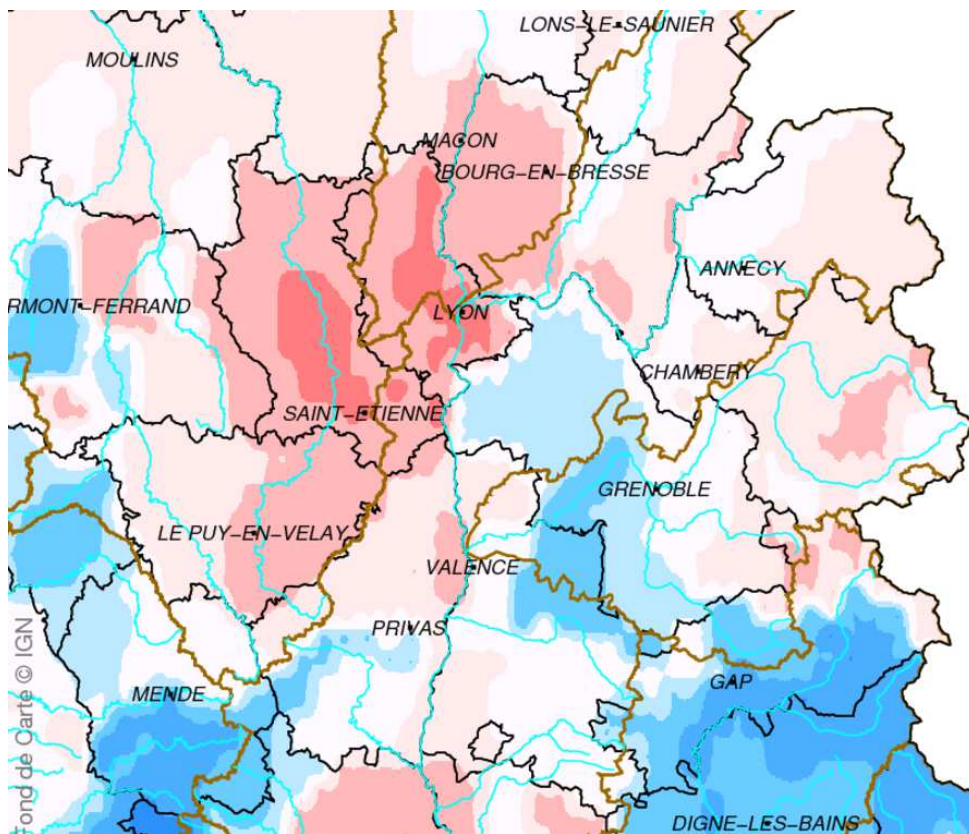 LONS-LE-SAUNIER
MOULINS
MACON
BOURG-EN-BRESSE
ANNECY
RMONT-FERRAND
LYON
CHAMBERY
SAINT-ETIENNE
GRENOBLE
LE PUY-EN-VELAY
VALENCE
PRIVAS
MENDE
GAP
DIGNE-LES-BAINS
Fond de Carte © IGN